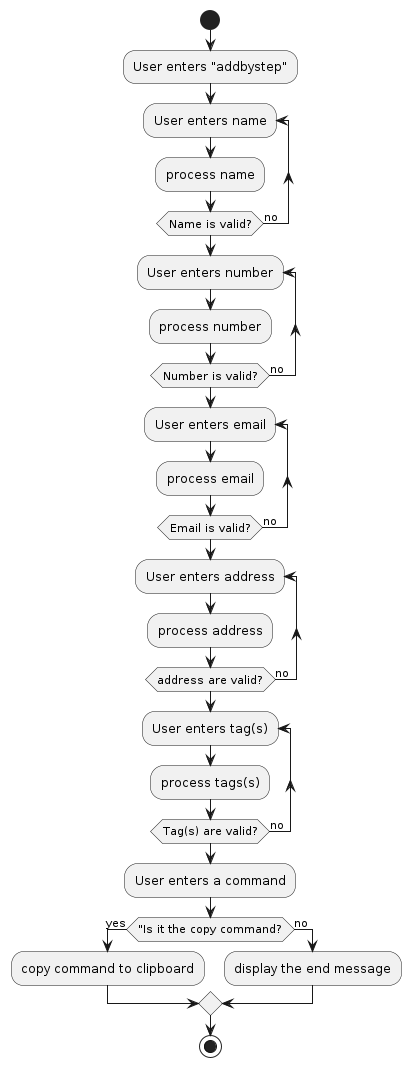 User enters "addbystep"
User enters name
process name
Name is valid?
no
User enters number
process number
Number is valid?
no
User enters email
process email
Email is valid?
no
User enters address
process address
address are valid?
no
User enters tag(s)
process tags(s)
Tag(s) are valid?
no
User enters a command
yes
"Is it the copy command?
no
copy command to clipboard
display the end message